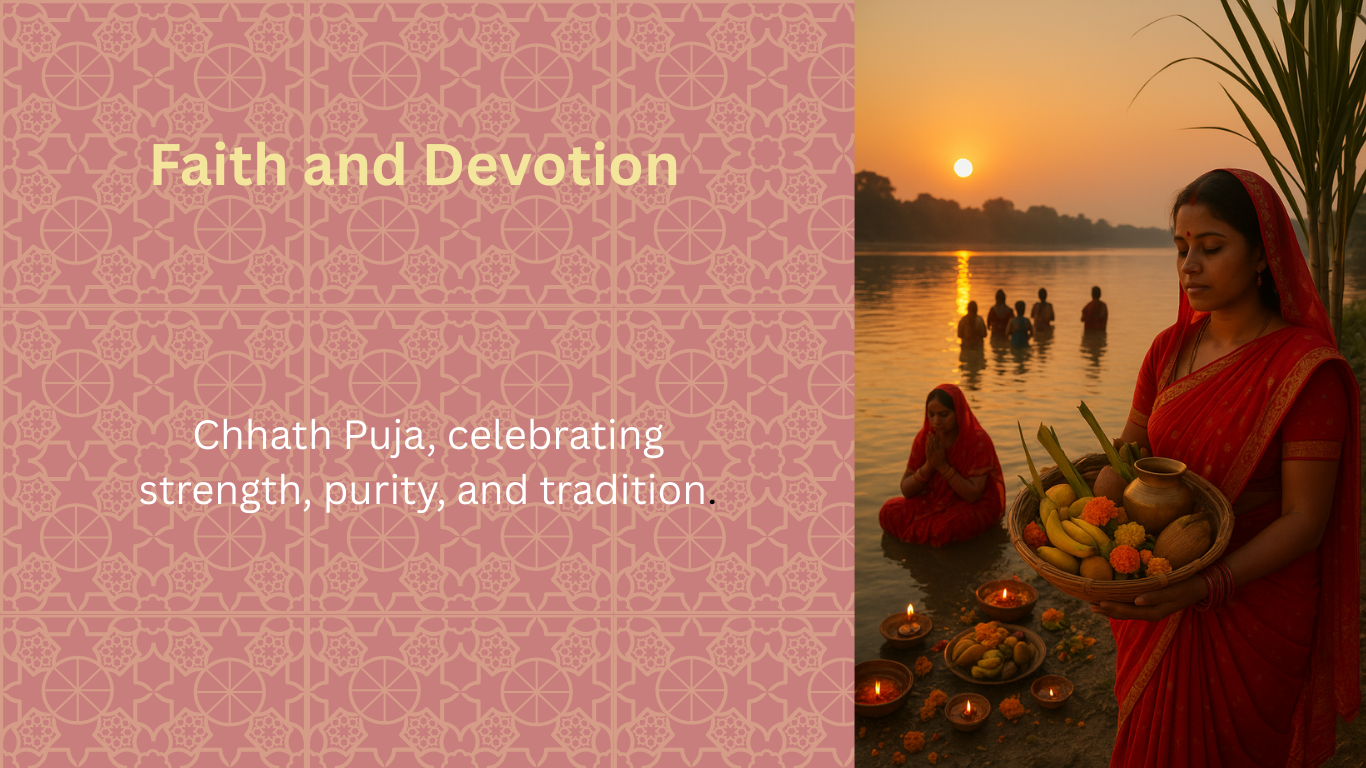 Faith and Devotion
Chhath Puja, celebrating
strength, purity, and tradition.